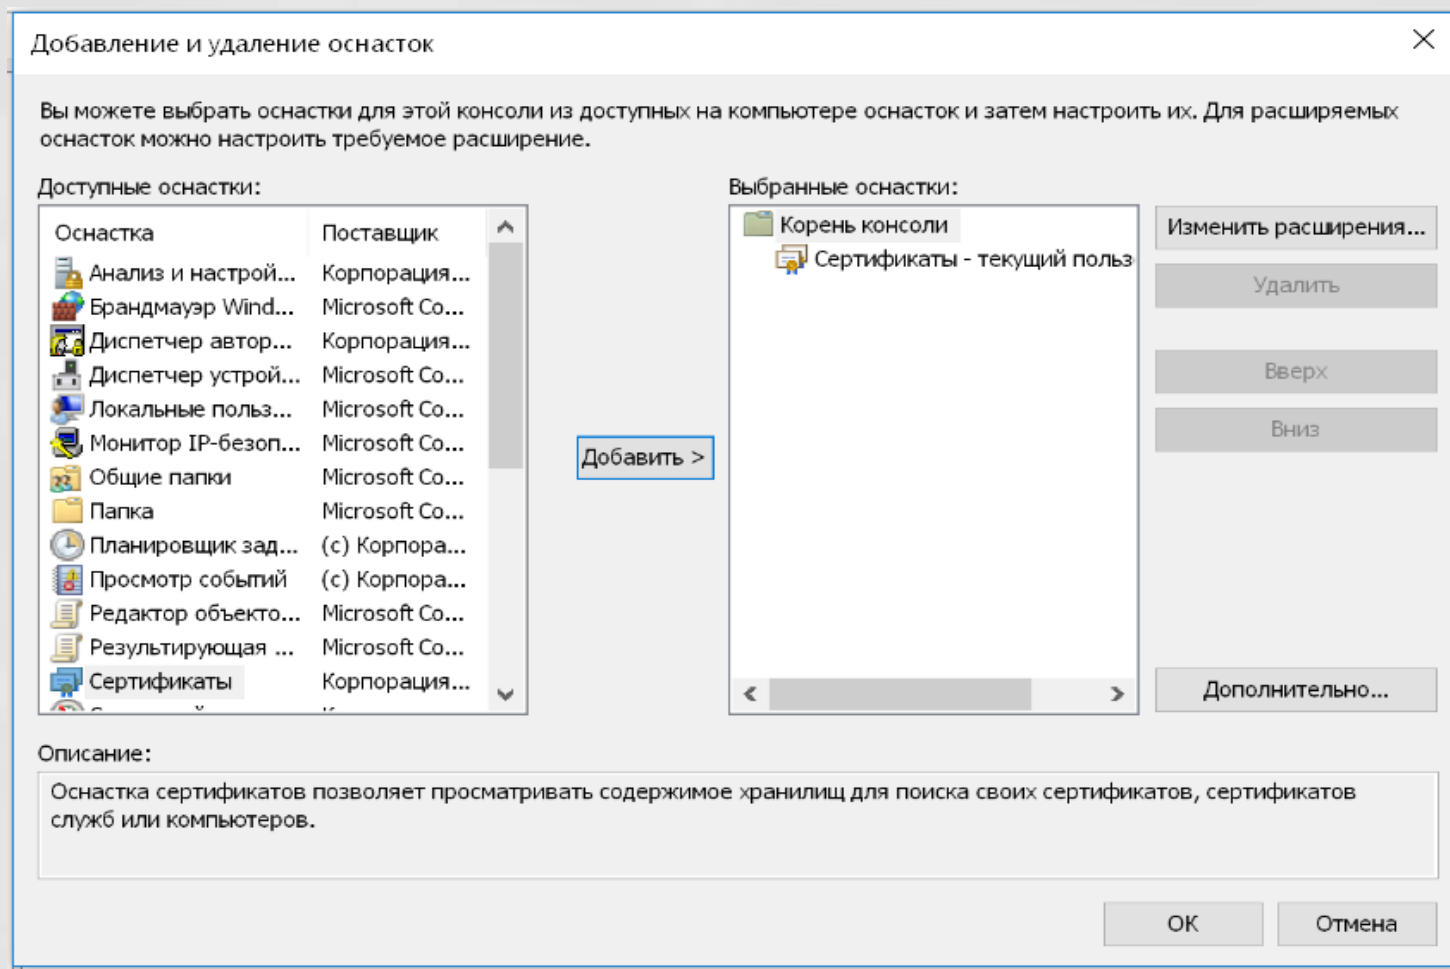 Добавление и удаление оснасток
Вы можете выбрать оснастки для этой консоли из доступных на компьютере оснасток и затем настроить их. Для расширяемых
оснасток можно настроить требуемое расширение.
Доступные оснастки:
Оснастка Поставщик
Анализ и настрой... Корпорация...
Брандмауэр Wind... Microsoft Co...
Диспетчер автор... Корпорация...
Диспетчер устрой... Microsoft Co...
Локальные польз... Microsoft Co...
Монитор IP-безоп... Microsoft Co...
Общие папки Microsoft Co...
Папка Microsoft Co...
Планировщик зад... (c) Корпора...
Просмотр событий (c) Корпора...
Редактор объекто... Microsoft Co...
Результирующая ... Microsoft Co...
Сертификаты Корпорация...
Добавить >
Выбранные оснастки:
Корень консоли
Сертификаты - текущий польз
Изменить расширения...
Удалить
Вверх
Вниз
Дополнительно...
Описание:
Оснастка сертификатов позволяет просматривать содержимое хранилищ для поиска своих сертификатов, сертификатов
служб или компьютеров.
ОК
Отмена